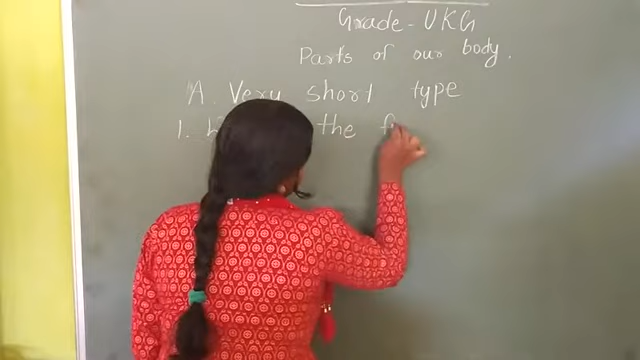 Grade - UKG
Parts of our body.
A. Very short type
1. the